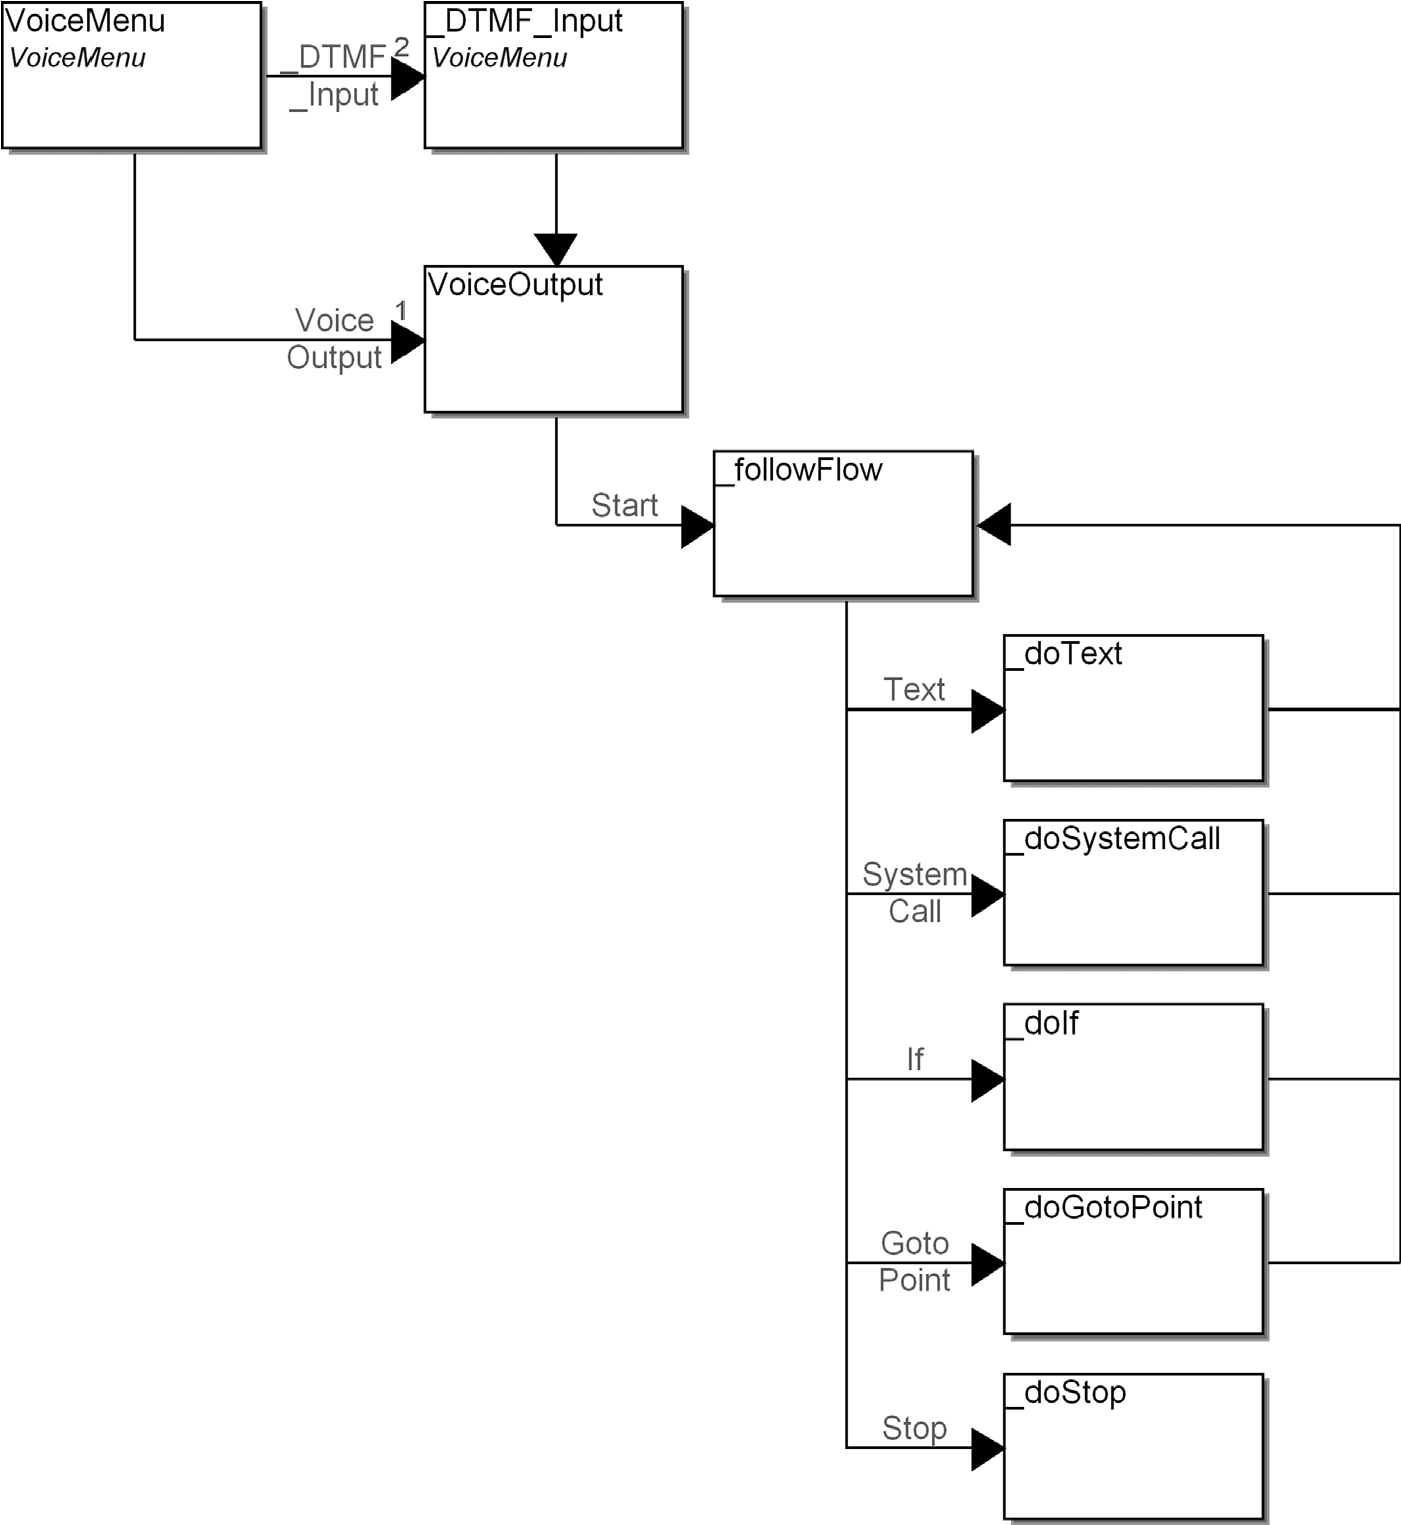 VoiceMenu
VoiceMenu
_DTMF 2
_Input
_DTMF_Input
VoiceMenu
VoiceOutput
Voice 1
Output
_followFlow
Start
_doText
Text
_doSystemCall
System
Call
_doIf
If
_doGotoPoint
Goto
Point
_doStop
Stop